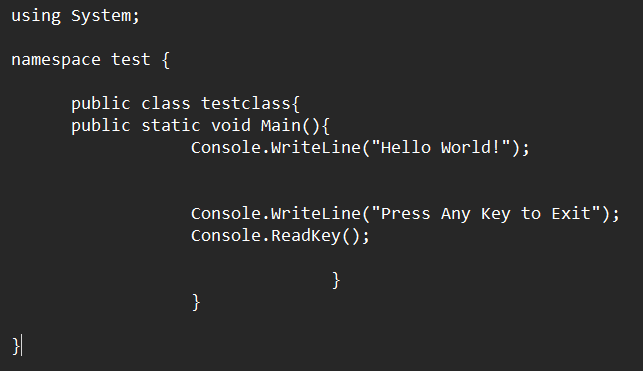 using System;
namespace test {
public class testclass{
public static void Main(){
Console.WriteLine("Hello World!");
Console.WriteLine("Press Any Key to Exit");
Console.ReadKey();
}
}
}